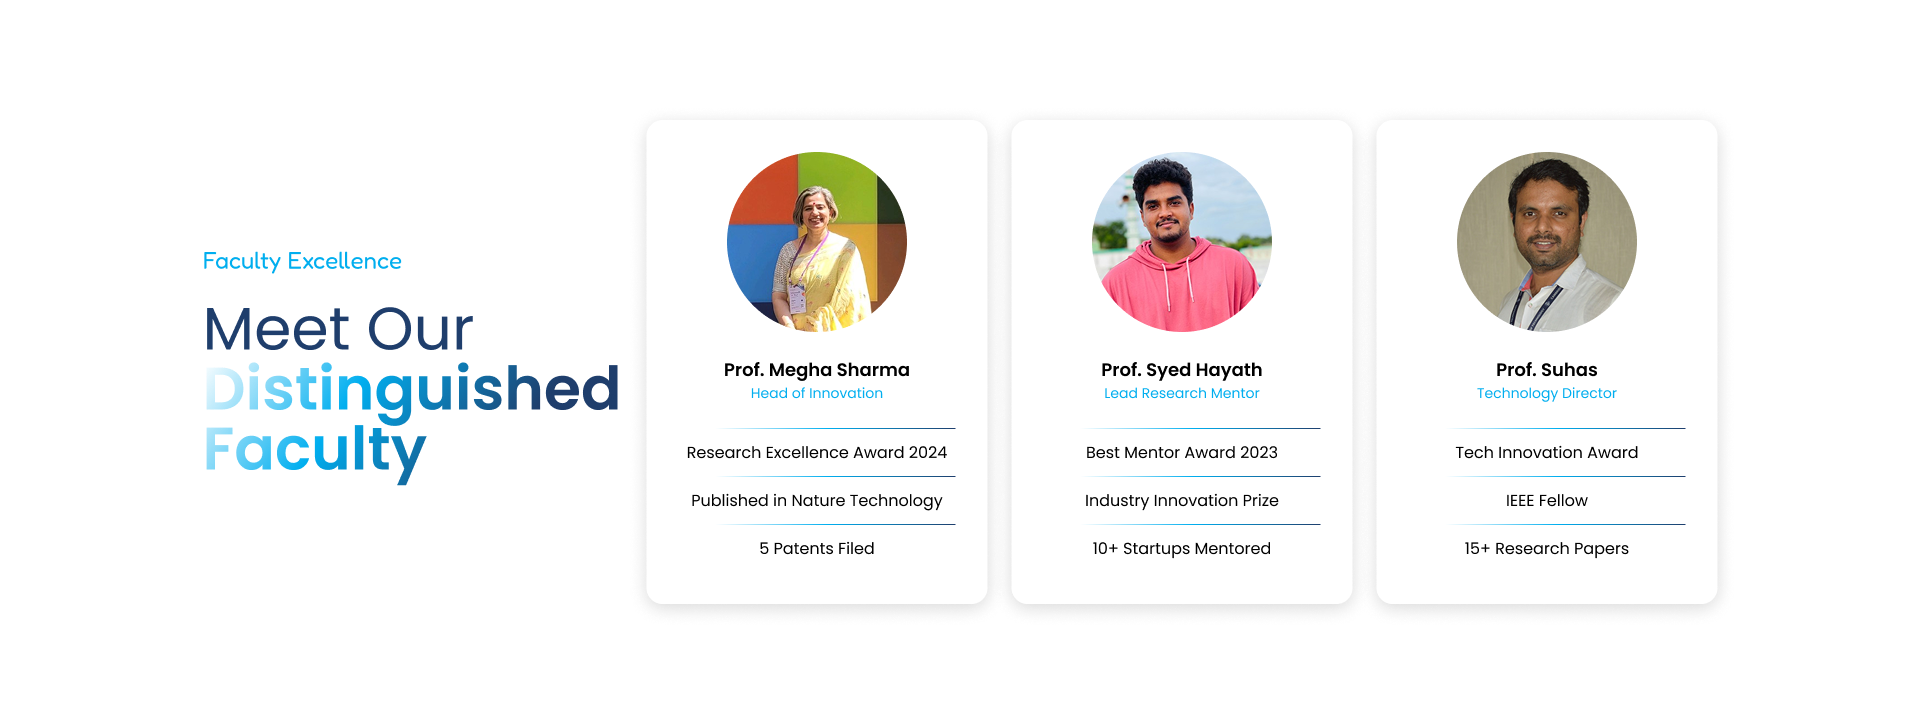 Faculty Excellence
Meet Our
Distinguished
Faculty
Prof. Megha Sharma
Head of Innovation
Research Excellence Award 2024
Published in Nature Technology
5 Patents Filed
Prof. Syed Hayath
Lead Research Mentor
Best Mentor Award 2023
Industry Innovation Prize
10+ Startups Mentored
Prof. Suhas
Technology Director
Tech Innovation Award
IEEE Fellow
15+ Research Papers